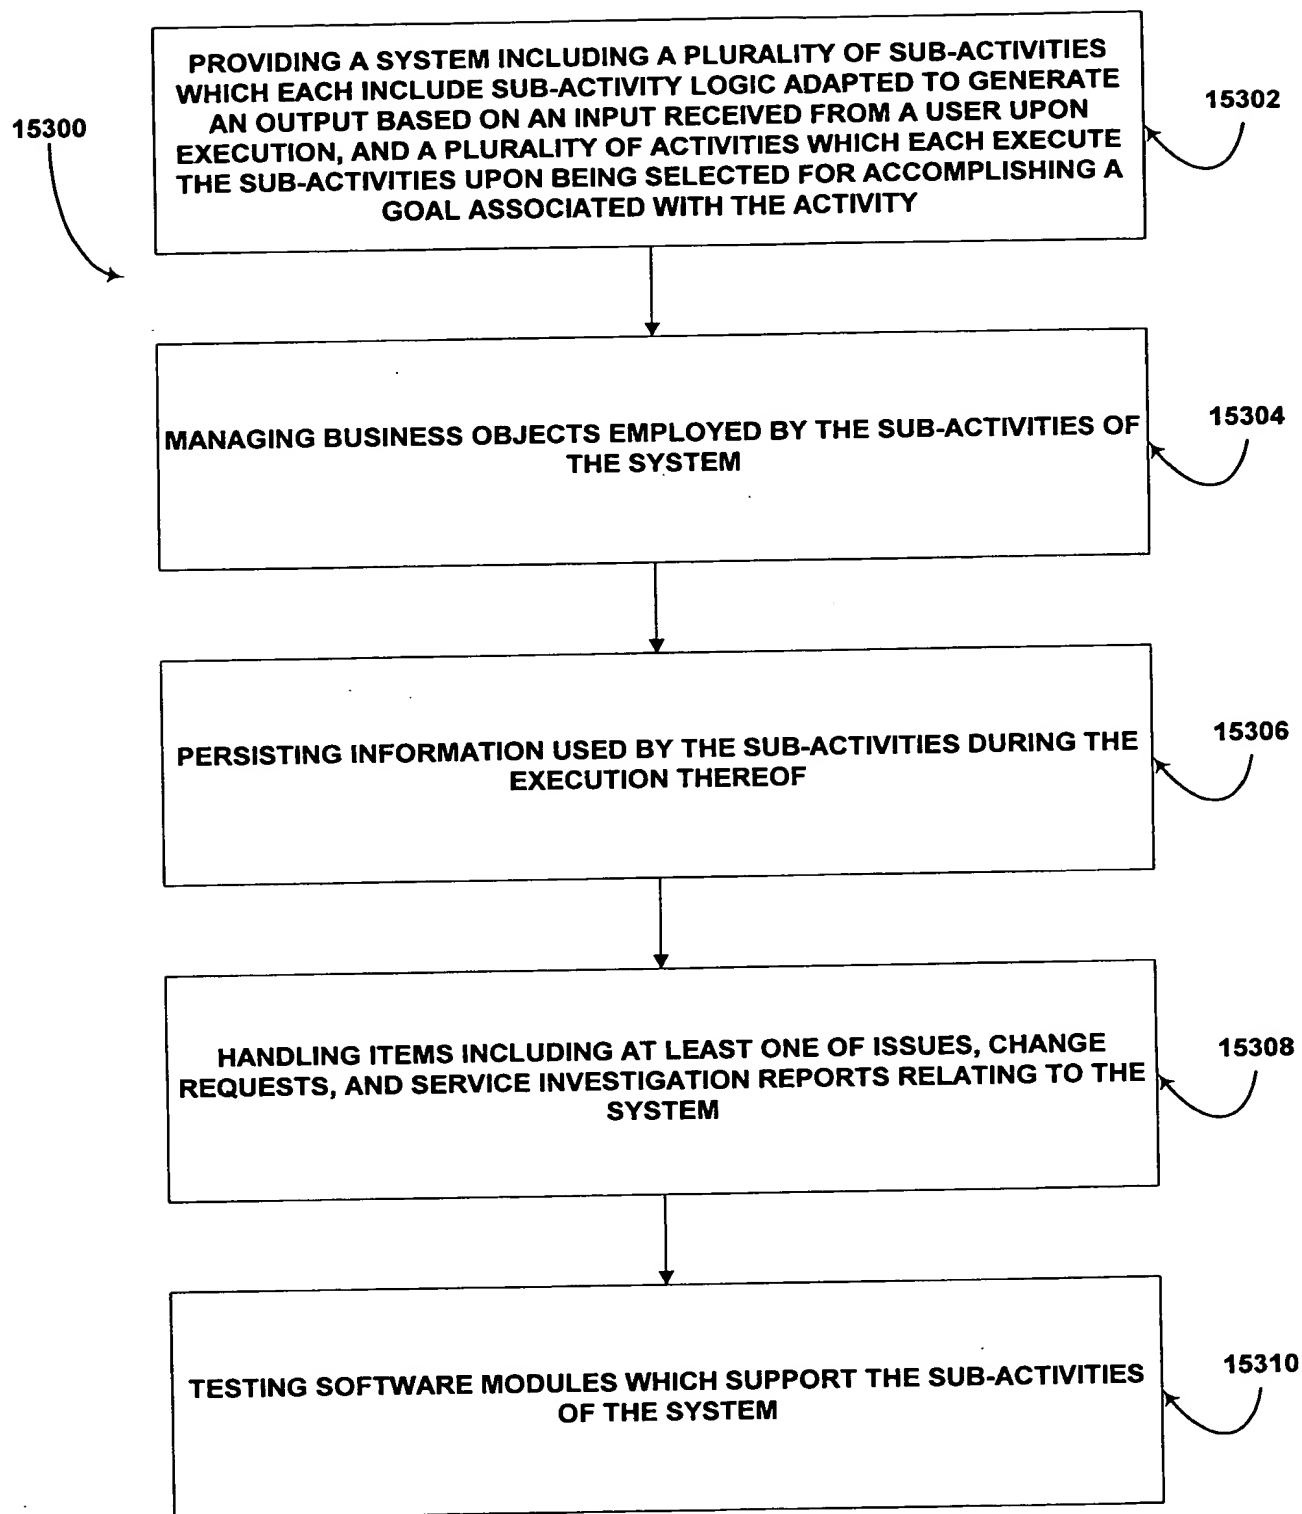 PROVIDING A SYSTEM INCLUDING A PLURALITY OF SUB-ACTIVITIES
WHICH EACH INCLUDE SUB-ACTIVITY LOGIC ADAPTED TO GENERATE
AN OUTPUT BASED ON AN INPUT RECEIVED FROM A USER UPON
EXECUTION, AND A PLURALITY OF ACTIVITIES WHICH EACH EXECUTE
THE SUB-ACTIVITIES UPON BEING SELECTED FOR ACCOMPLISHING A
GOAL ASSOCIATED WITH THE ACTIVITY
15302
15300
MANAGING BUSINESS OBJECTS EMPLOYED BY THE SUB-ACTIVITIES OF
THE SYSTEM
15304
PERSISTING INFORMATION USED BY THE SUB-ACTIVITIES DURING THE
EXECUTION THEREOF
15306
HANDLING ITEMS INCLUDING AT LEAST ONE OF ISSUES, CHANGE
REQUESTS, AND SERVICE INVESTIGATION REPORTS RELATING TO THE
SYSTEM
15308
TESTING SOFTWARE MODULES WHICH SUPPORT THE SUB-ACTIVITIES
OF THE SYSTEM
15310